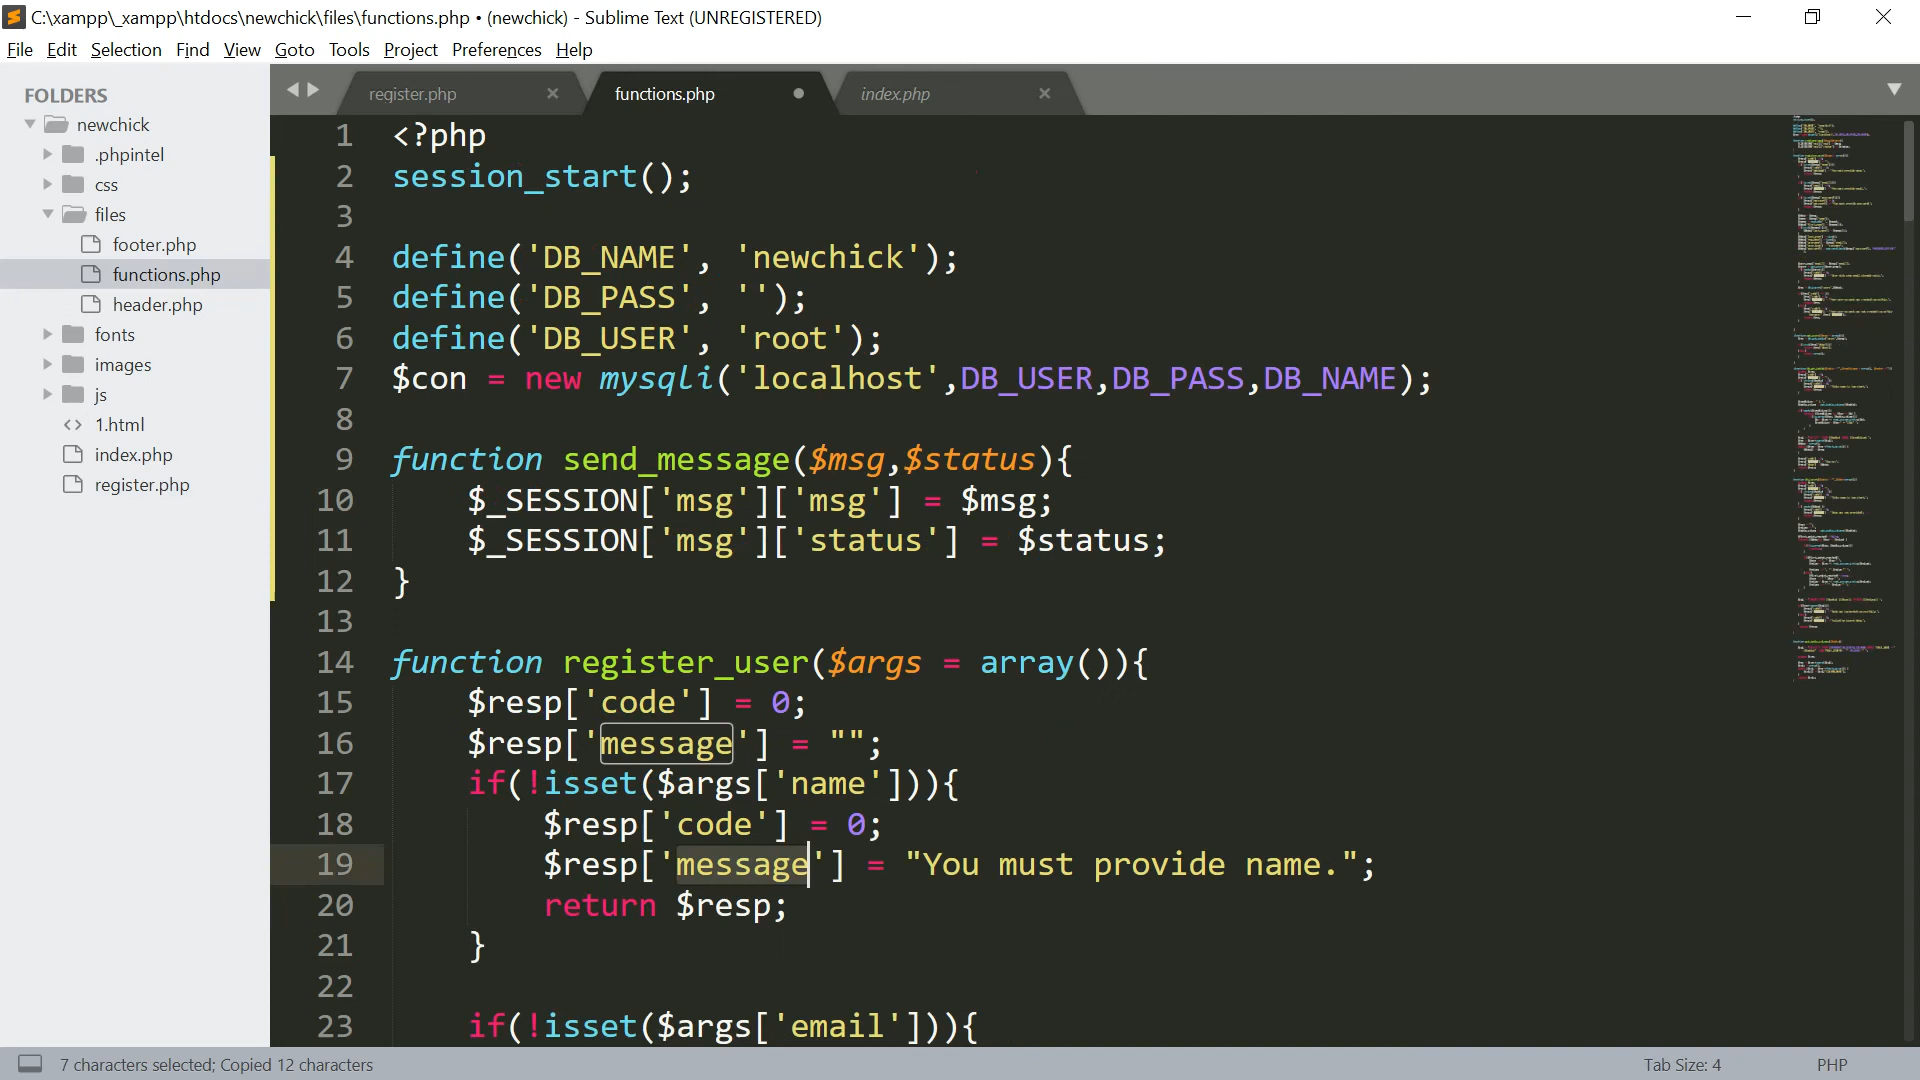 C:\xampp\_xampp\htdocs\newchick\files\functions.php • (newchick) - Sublime Text (UNREGISTERED)
File Edit Selection Find View Goto Tools Project Preferences Help
FOLDERS
newchick
.phpintel
css
files
footer.php
functions.php
header.php
fonts
images
js
<> 1.html
index.php
register.php
register.php × functions.php • index.php ×
1 <?php
2 session_start();
3
4 define('DB_NAME', 'newchick');
5 define('DB_PASS', '');
6 define('DB_USER', 'root');
7 $con = new mysqli('localhost',DB_USER,DB_PASS,DB_NAME);
8
9 function send_message($msg,$status){
10 $_SESSION['msg']['msg'] = $msg;
11 $_SESSION['msg']['status'] = $status;
12 }
13
14 function register_user($args = array()){
15 $resp['code'] = 0;
16 $resp['message'] = "";
17 if(!isset($args['name'])){
18 $resp['code'] = 0;
19 $resp['message'] = "You must provide name.";
20 return $resp;
21 }
22
23 if(!isset($args['email'])){
7 characters selected; Copied 12 characters
Tab Size: 4
PHP